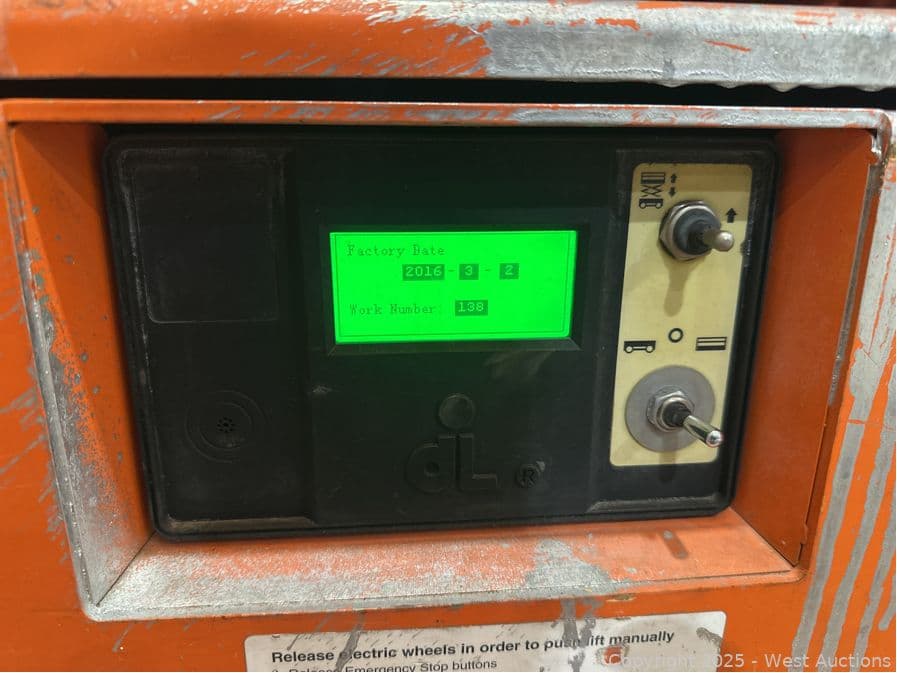 Factory Date
2016 - 3 - 2
Work Number: 138
dL ®
Release electric wheels in order to push lift manually
Release Emergency Stop buttons
©Copyright 2025 - West Auctions